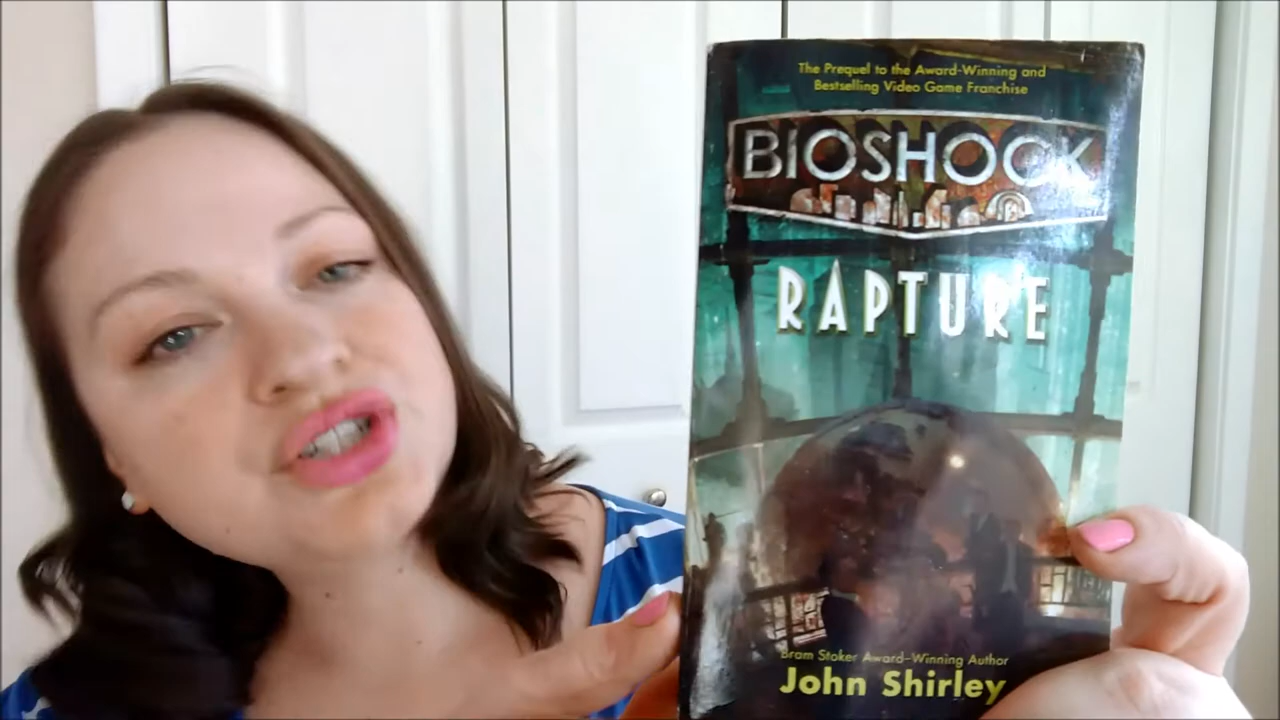 The Prequel to the Award-Winning and
Bestselling Video Game Franchise
BIOSHOCK
RAPTURE
Bram Stoker Award-Winning Author
John Shirley